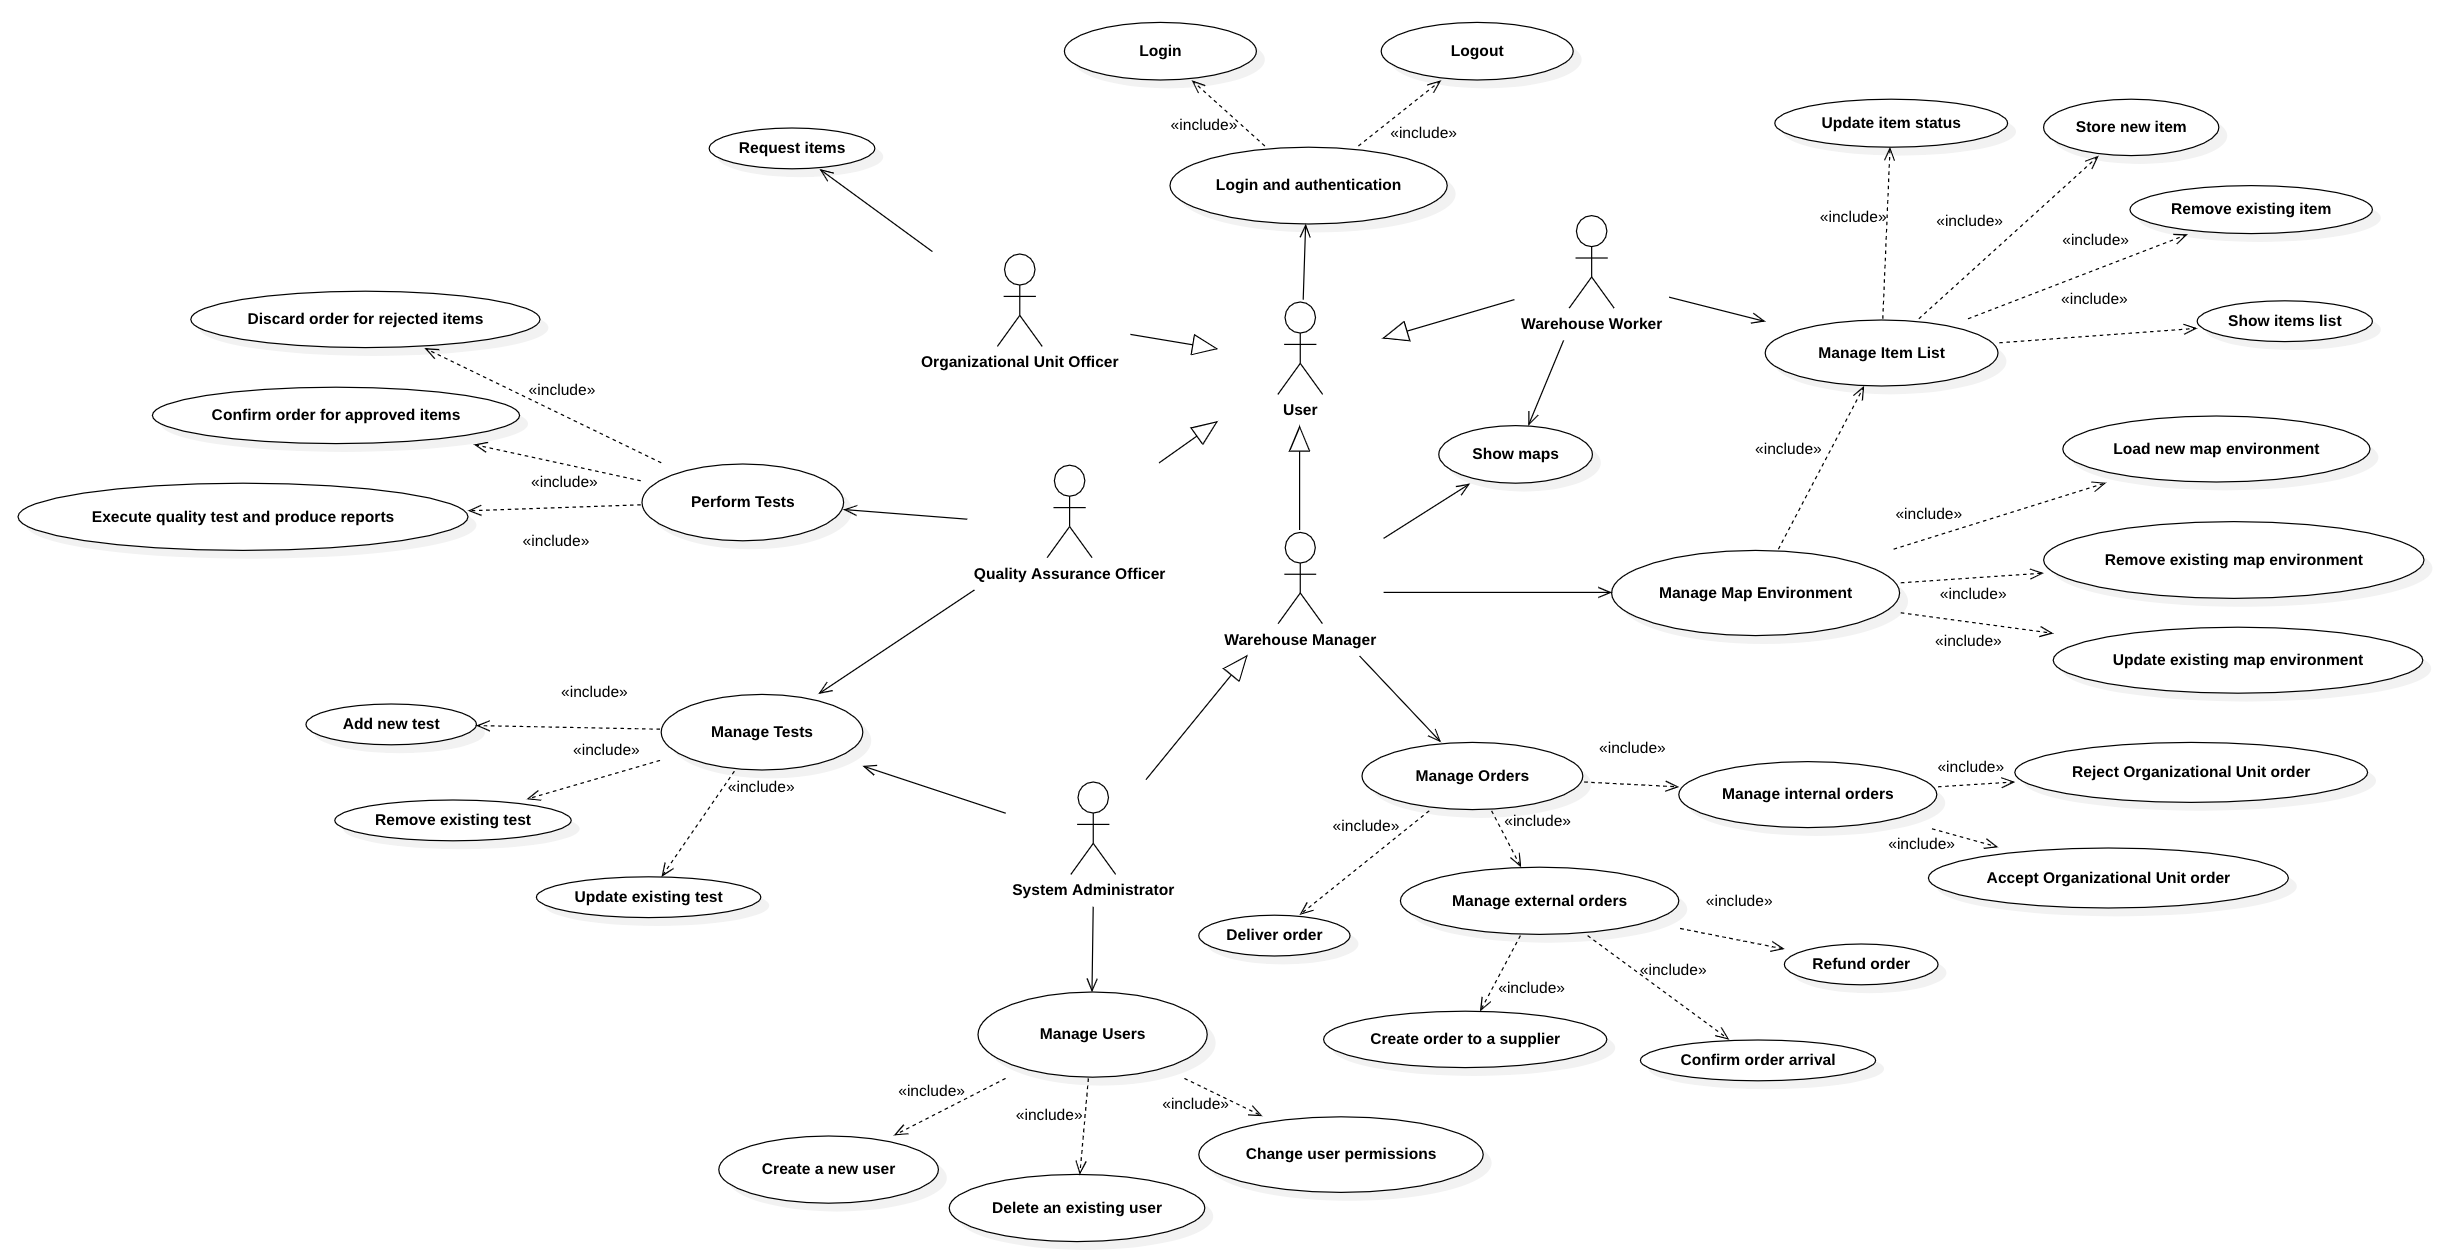 Login
Logout
«include»
«include»
Login and authentication
Request items
Update item status
Store new item
Remove existing item
Show items list
«include»
«include»
«include»
«include»
Manage Item List
Warehouse Worker
Organizational Unit Officer
User
Show maps
Discard order for rejected items
«include»
Confirm order for approved items
«include»
Execute quality test and produce reports
«include»
Perform Tests
Quality Assurance Officer
Warehouse Manager
«include»
Manage Map Environment
Load new map environment
«include»
Remove existing map environment
«include»
Update existing map environment
«include»
«include»
Add new test
«include»
Manage Tests
Remove existing test
«include»
Update existing test
System Administrator
Manage Orders
«include»
Manage internal orders
«include»
Reject Organizational Unit order
«include»
Accept Organizational Unit order
«include»
«include»
Deliver order
Manage external orders
«include»
Refund order
«include»
«include»
Create order to a supplier
Confirm order arrival
Manage Users
«include»
«include»
«include»
Create a new user
Delete an existing user
Change user permissions